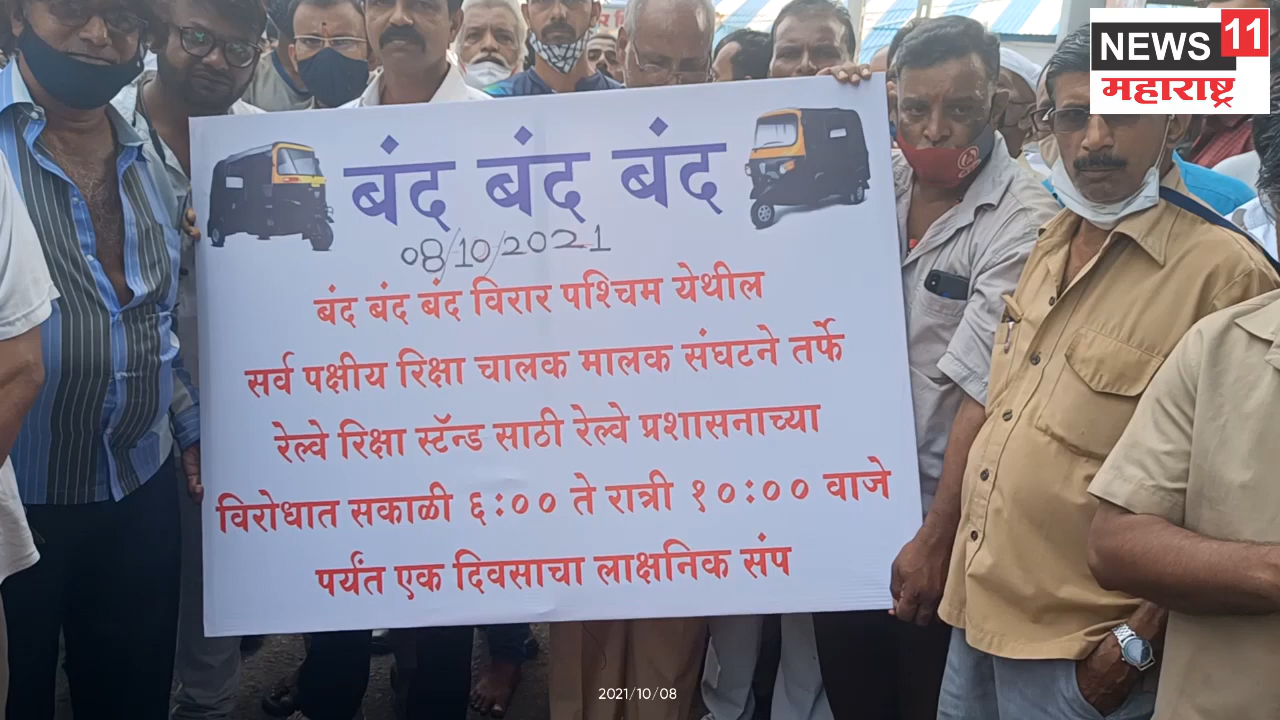 NEWS 11
महाराष्ट्र
बंद बंद बंद
08/10/2021
बंद बंद बंद विरार पश्चिम येथील
सर्व पक्षीय रिक्षा चालक मालक संघटने तर्फे
रेल्वे रिक्षा स्टॅन्ड साठी रेल्वे प्रशासनाच्या
विरोधात सकाळी ६:०० ते रात्री १०:०० वाजे
पर्यंत एक दिवसाचा लाक्षनिक संप
2021/10/08